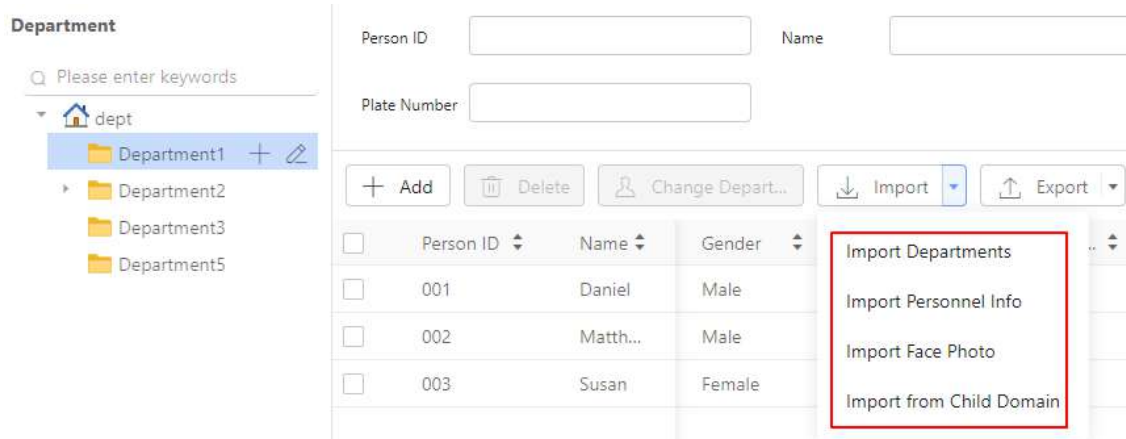 Department
Please enter keywords
dept
Department1
Department2
Department3
Department5
Person ID Name
Plate Number
Add Delete Change Depart... Import Export
Person ID Name Gender ..
001 Daniel Male
002 Matth... Male
003 Susan Female
Import Departments
Import Personnel Info
Import Face Photo
Import from Child Domain